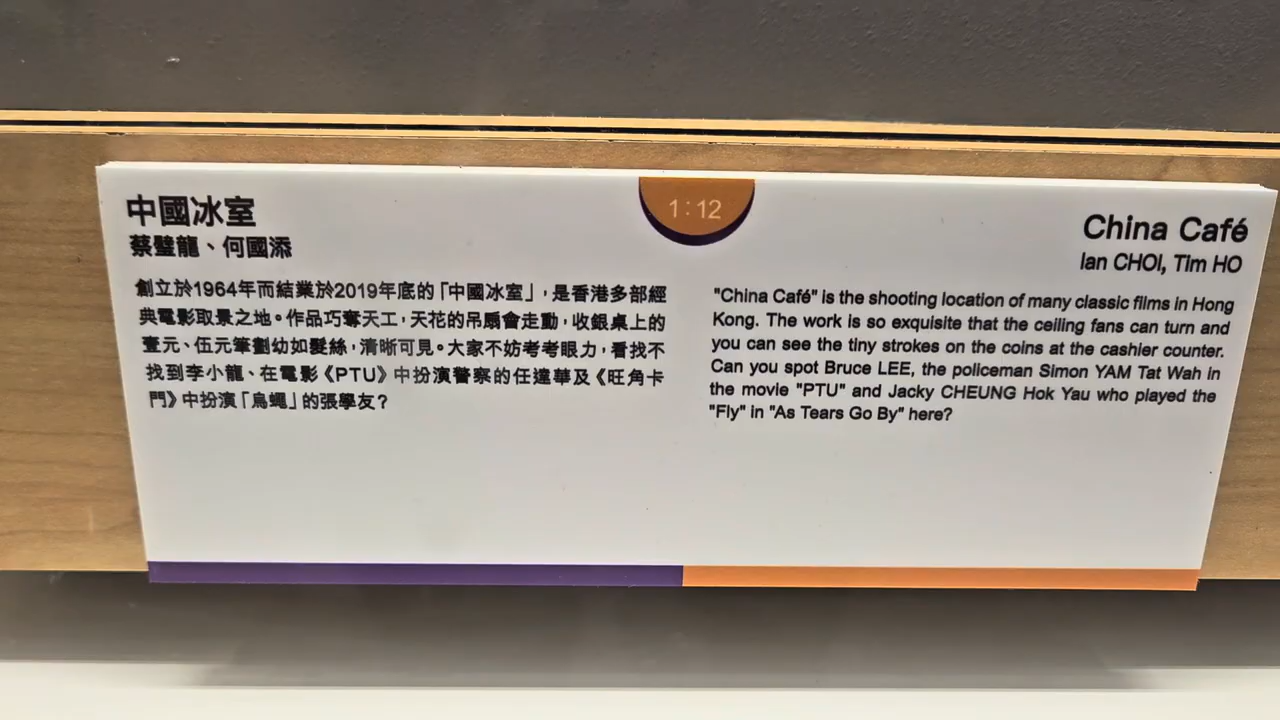 中國冰室
蔡璧龍、何國添
創立於1964年而結業於2019年底的「中國冰室」，是香港多部經
典電影取景之地。作品巧奪天工，天花的吊扇會走動，收銀桌上的
壹元、伍元筆劃幼如髮絲，清晰可見。大家不妨考考眼力，看找不
找到李小龍、在電影《PTU》中扮演警察的任達華及《旺角卡
門》中扮演「烏蠅」的張學友？
1:12
China Café
Ian CHOI, Tim HO
"China Café" is the shooting location of many classic films in Hong
Kong. The work is so exquisite that the ceiling fans can turn and
you can see the tiny strokes on the coins at the cashier counter.
Can you spot Bruce LEE, the policeman Simon YAM Tat Wah in
the movie "PTU" and Jacky CHEUNG Hok Yau who played the
"Fly" in "As Tears Go By" here?